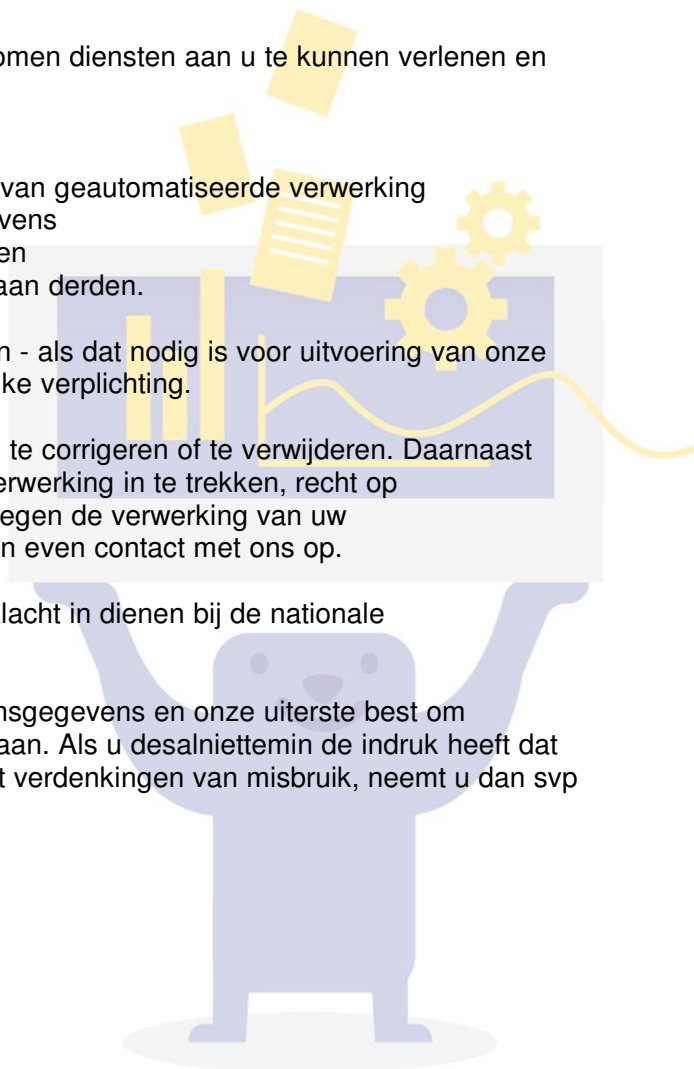 omen diensten aan u te kunnen verlenen en
van geautomatiseerde verwerking
vens
en
aan derden.
n - als dat nodig is voor uitvoering van onze
ke verplichting.
te corrigeren of te verwijderen. Daarnaast
erwerking in te trekken, recht op
egen de verwerking van uw
n even contact met ons op.
lacht in dienen bij de nationale
nsgegevens en onze uiterste best om
aan. Als u desalniettemin de indruk heeft dat
t verdenkingen van misbruik, neemt u dan svp